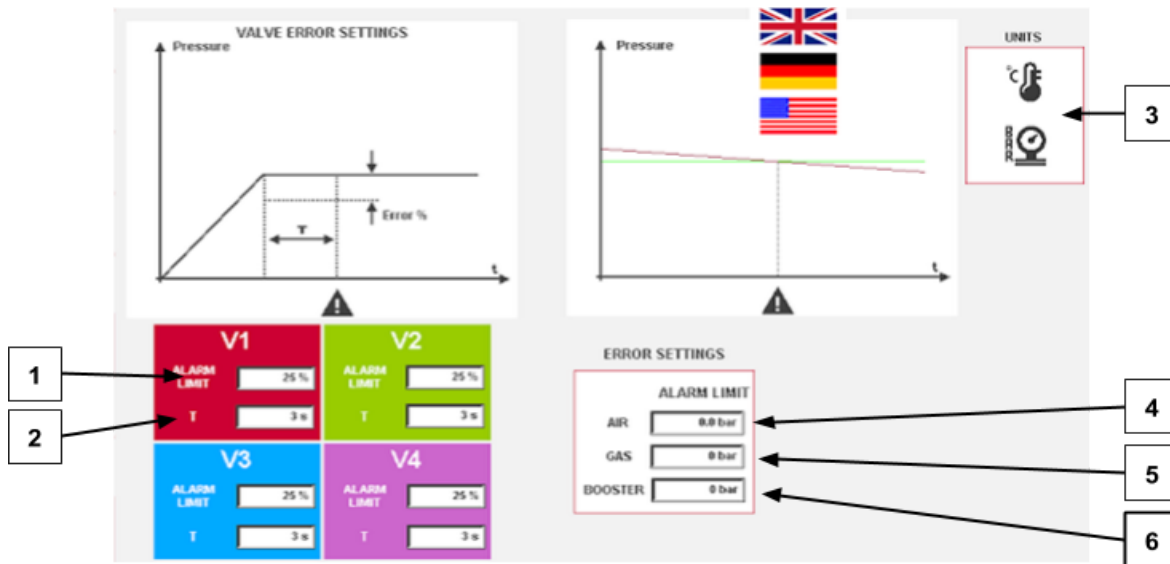 VALVE ERROR SETTINGS
Pressure
Error %
T
t
Pressure
t
UNITS
°C
BAR
3
V1
ALARM
LIMIT
25 %
T
3 s
V2
ALARM
LIMIT
25 %
T
3 s
1
2
V3
ALARM
LIMIT
25 %
T
3 s
V4
ALARM
LIMIT
25 %
T
3 s
ERROR SETTINGS
ALARM LIMIT
AIR 0.0 bar
GAS 0 bar
BOOSTER 0 bar
4
5
6